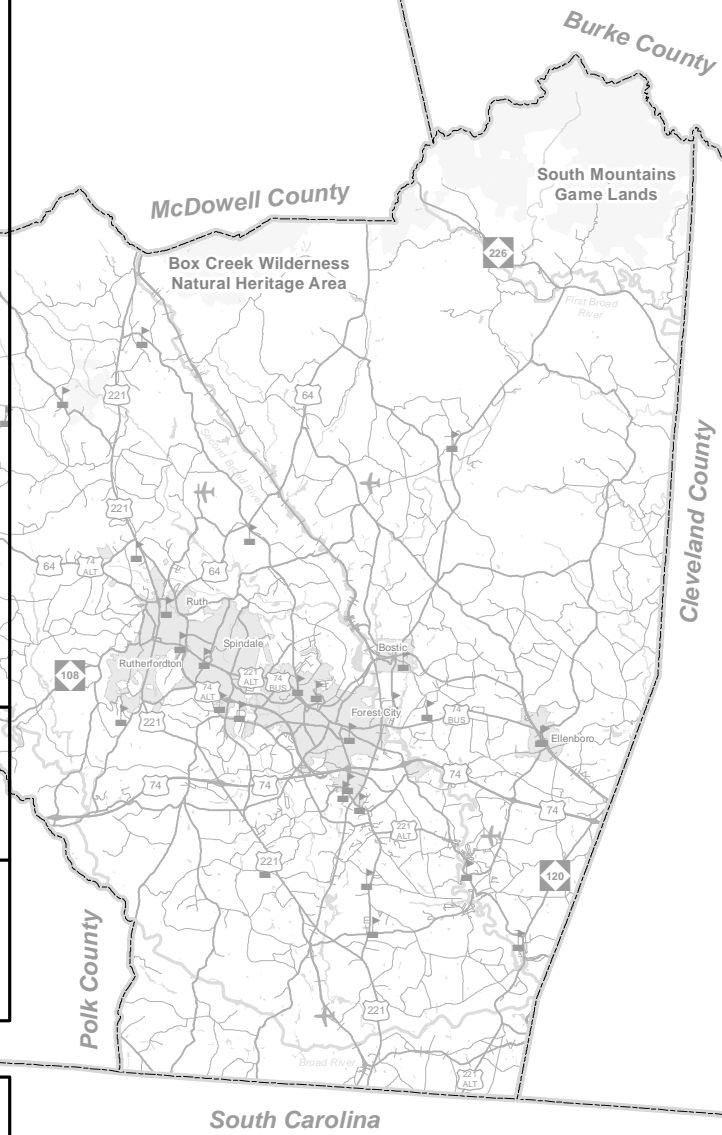 Burke County
South Mountains
Game Lands
McDowell County
226
Box Creek Wilderness
Natural Heritage Area
First Broad
River
221
64
Cleveland County
Second Broad River
221
64
74
ALT
64
Ruth
Spindale
Bostic
Rutherfordton
108
221
ALT
74
BUS
74
ALT
Forest City
74
BUS
221
Ellenboro
74
74
74
74
221
ALT
221
120
Polk County
221
Broad River
221
ALT
South Carolina